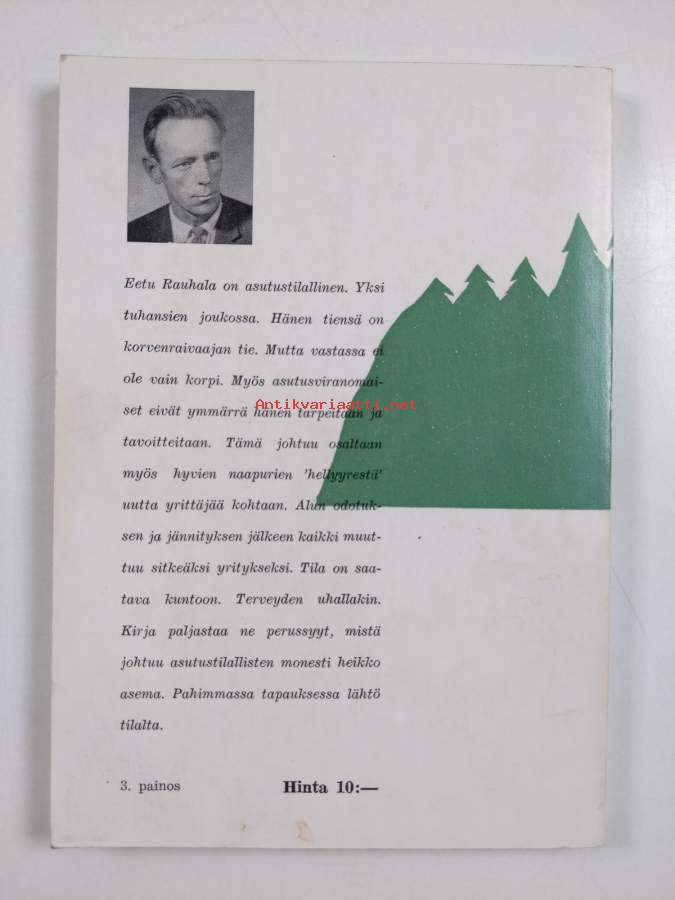 Eetu Rauhala on asutustilallinen. Yksi
tuhansien joukossa. Hänen tiensä on
korvenraivaajan tie. Mutta vastassa ei
ole vain korpi. Myös asutusviranomai-
Antikvariaatti.net
set eivät ymmärrä hänen tarpeitaan ja
tavoitteitaan. Tämä johtuu osaltaan
myös hyvien naapurien 'hellyyrestä'
uutta yrittäjää kohtaan. Alun odotuk-
sen ja jännityksen jälkeen kaikki muut-
tuu sitkeäksi yritykseksi. Tila on saa-
tava kuntoon. Terveyden uhallakin.
Kirja paljastaa ne perussyyt, mistä
johtuu asutustilallisten monesti heikko
asema. Pahimmassa tapauksessa lähtö
tilalta.
3. painos Hinta 10:—